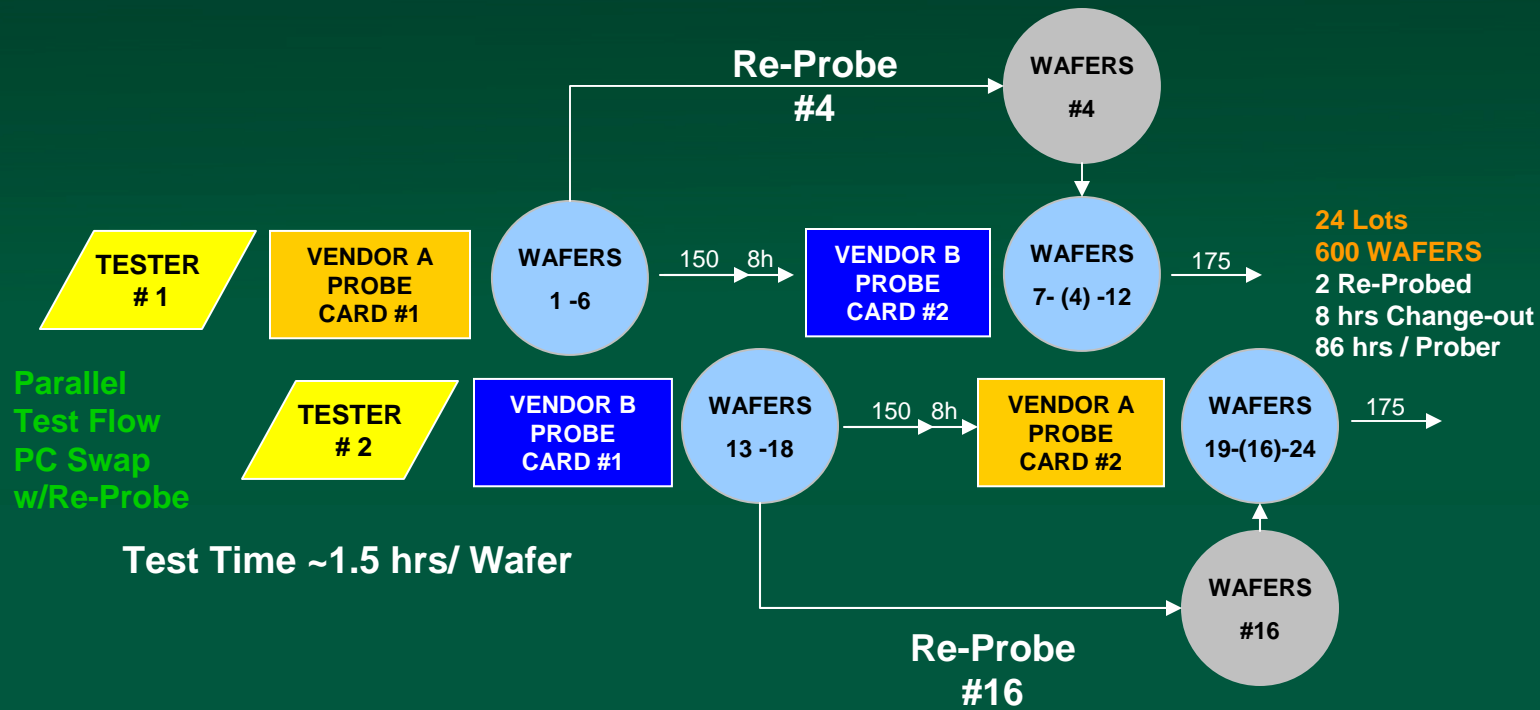 Re-Probe
#4
WAFERS
#4
TESTER
# 1
VENDOR A
PROBE
CARD #1
WAFERS
1 -6
150
8h
VENDOR B
PROBE
CARD #2
WAFERS
7- (4) -12
175
24 Lots
600 WAFERS
2 Re-Probed
8 hrs Change-out
86 hrs / Prober
Parallel
Test Flow
PC Swap
w/Re-Probe
TESTER
# 2
VENDOR B
PROBE
CARD #1
WAFERS
13 -18
150
8h
VENDOR A
PROBE
CARD #2
WAFERS
19-(16)-24
175
Test Time ~1.5 hrs/ Wafer
WAFERS
#16
Re-Probe
#16